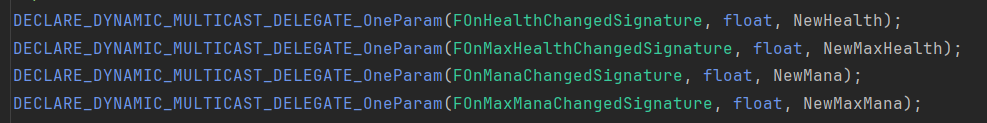 DECLARE_DYNAMIC_MULTICAST_DELEGATE_OneParam(FOnHealthChangedSignature, float, NewHealth);
DECLARE_DYNAMIC_MULTICAST_DELEGATE_OneParam(FOnMaxHealthChangedSignature, float, NewMaxHealth);
DECLARE_DYNAMIC_MULTICAST_DELEGATE_OneParam(FOnManaChangedSignature, float, NewMana);
DECLARE_DYNAMIC_MULTICAST_DELEGATE_OneParam(FOnMaxManaChangedSignature, float, NewMaxMana);